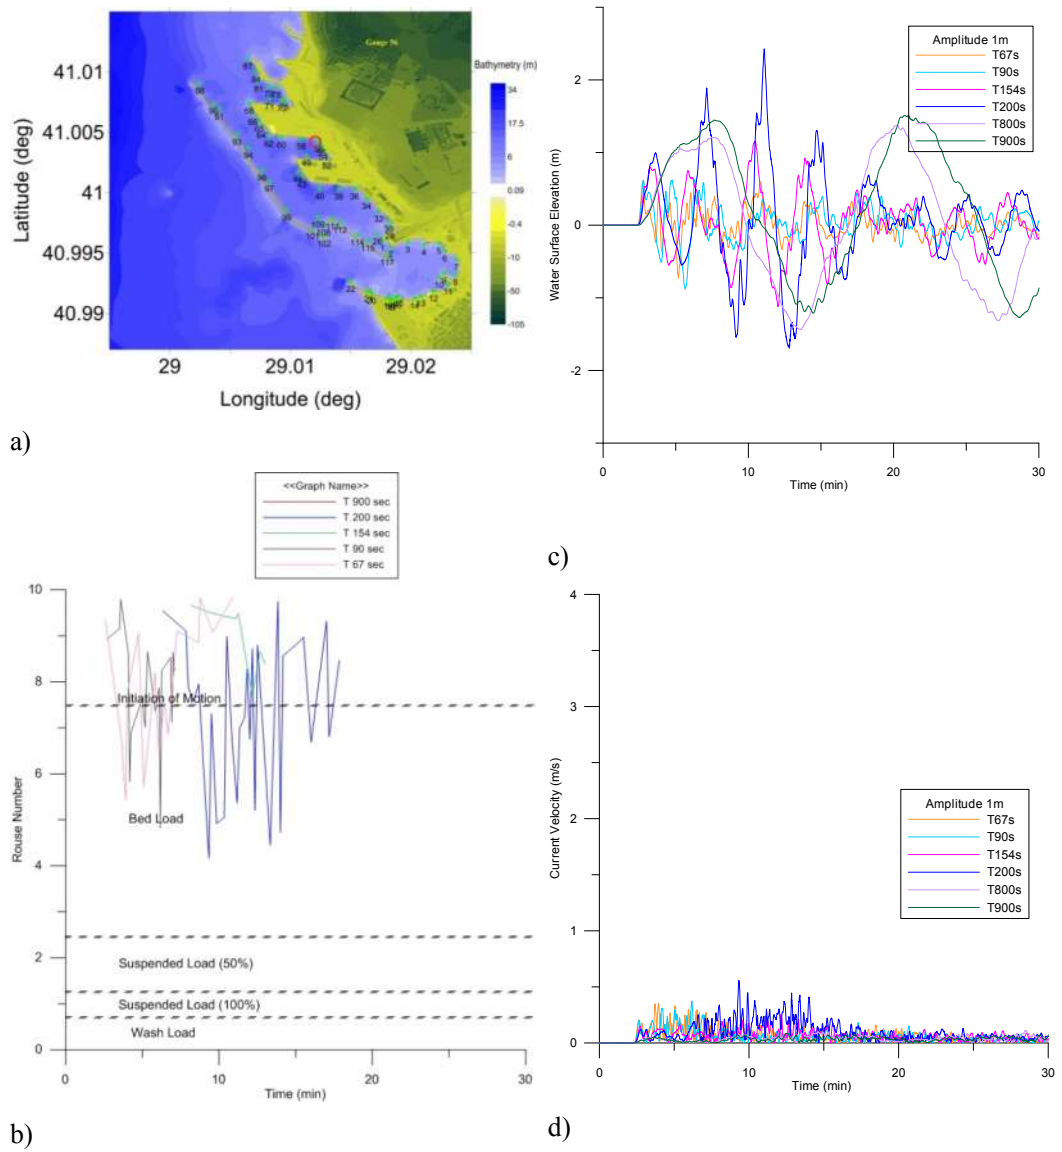 Gauge 56
Bathymetry (m)
34
17.5
6
0.09
-0.4
-10
-50
-105
41.01
41.005
41
40.995
40.99
Latitude (deg)
29
29.01
29.02
Longitude (deg)
a)
2
0
-2
Water Surface Elevation (m)
Amplitude 1m
T67s
T90s
T154s
T200s
T800s
T900s
0
10
20
30
Time (min)
c)
<<Graph Name>>
T 900 sec
T 200 sec
T 154 sec
T 90 sec
T 67 sec
10
8
6
4
2
0
Rouse Number
Initiation of Motion
Bed Load
Suspended Load (50%)
Suspended Load (100%)
Wash Load
0
10
20
30
Time (min)
b)
4
3
2
1
0
Current Velocity (m/s)
Amplitude 1m
T67s
T90s
T154s
T200s
T800s
T900s
0
10
20
30
Time (min)
d)